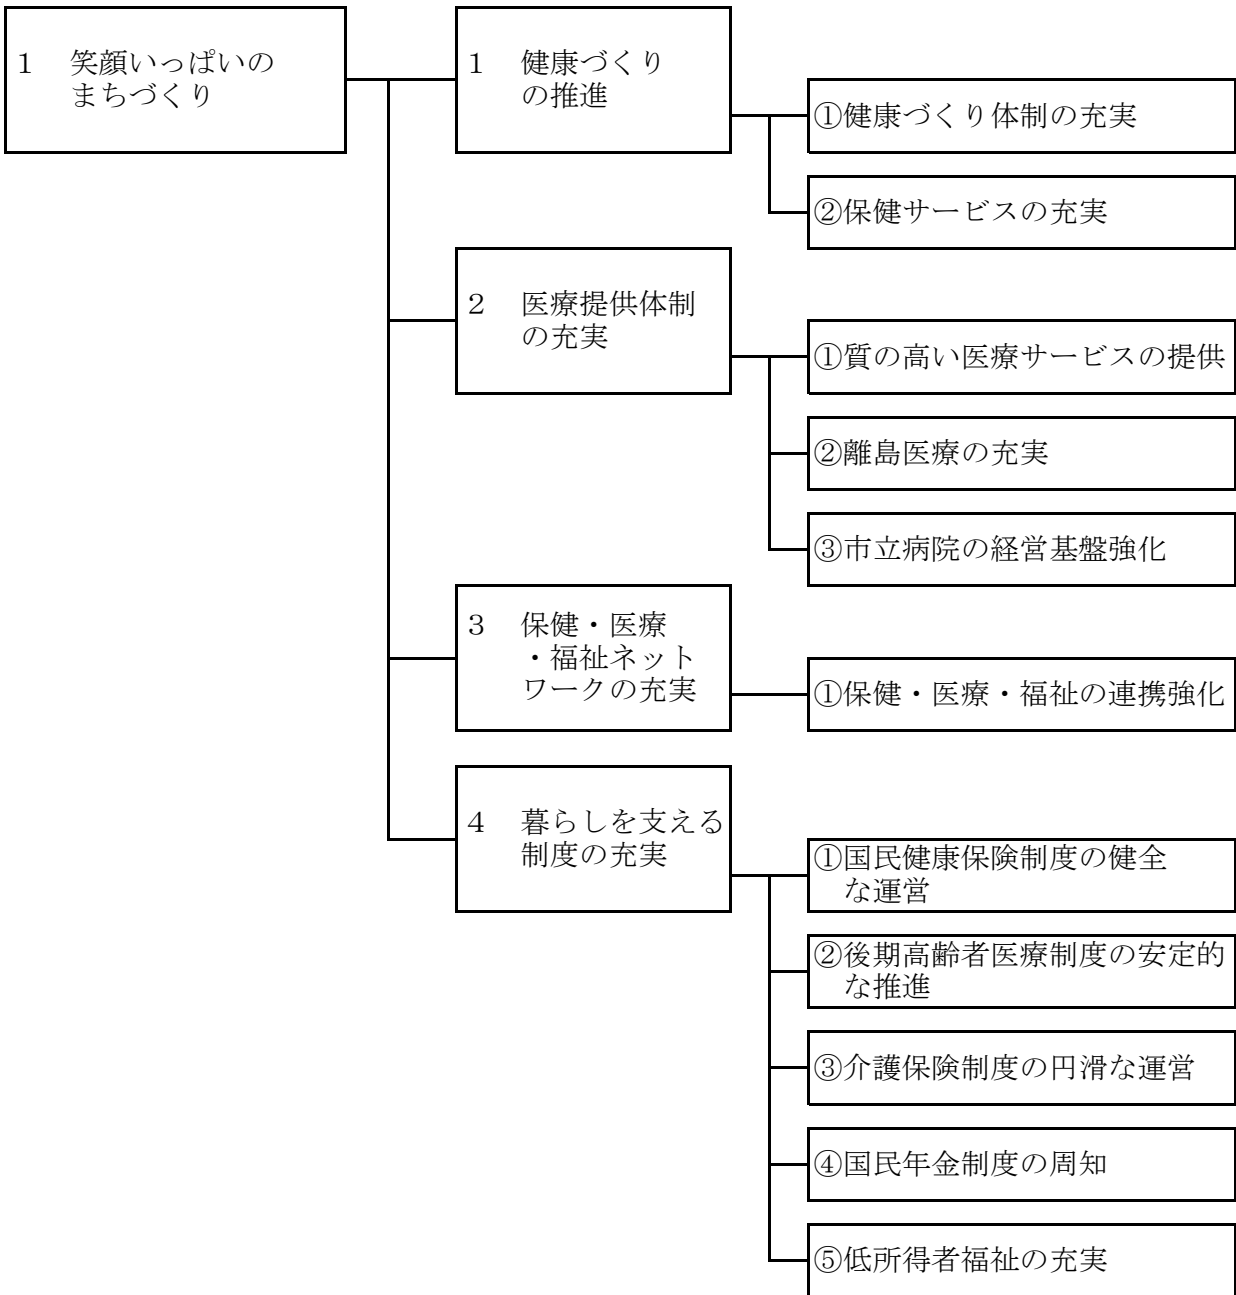 １　笑顔いっぱいの
まちづくり
１　健康づくり
の推進
①健康づくり体制の充実
②保健サービスの充実
２　医療提供体制
の充実
①質の高い医療サービスの提供
②離島医療の充実
③市立病院の経営基盤強化
３　保健・医療
・福祉ネット
ワークの充実
①保健・医療・福祉の連携強化
４　暮らしを支える
制度の充実
①国民健康保険制度の健全
な運営
②後期高齢者医療制度の安定的
な推進
③介護保険制度の円滑な運営
④国民年金制度の周知
⑤低所得者福祉の充実